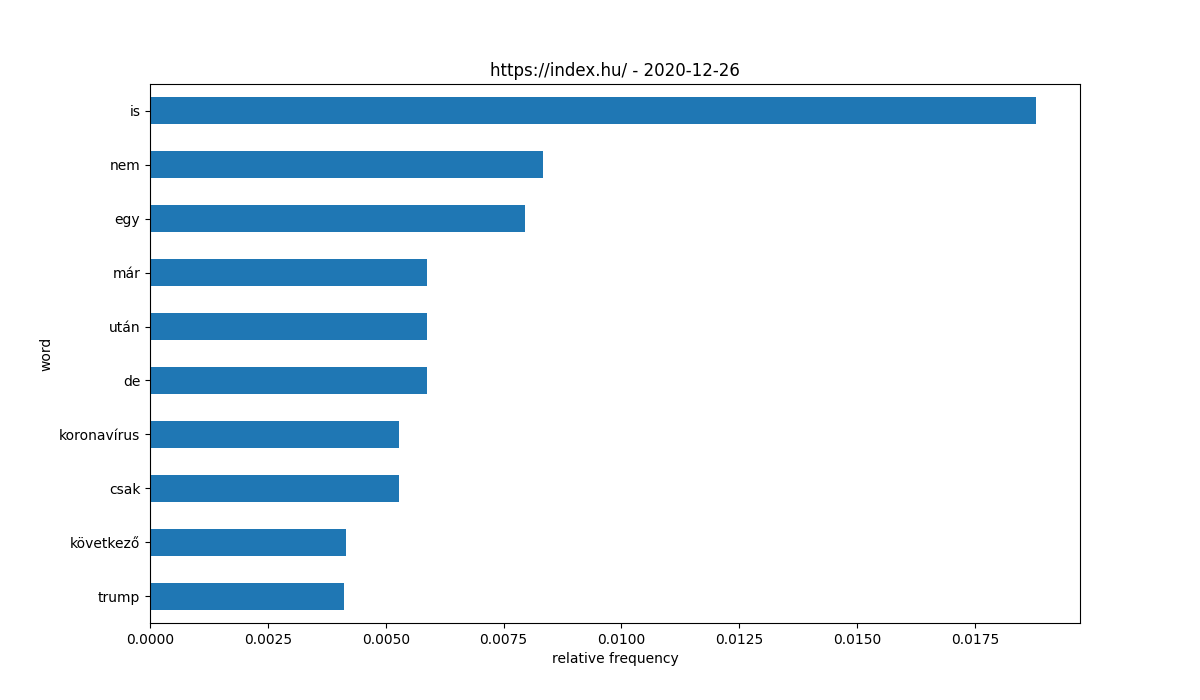 https://index.hu/ - 2020-12-26
word
is
nem
egy
már
után
de
koronavírus
csak
következő
trump
0.0000 0.0025 0.0050 0.0075 0.0100 0.0125 0.0150 0.0175
relative frequency